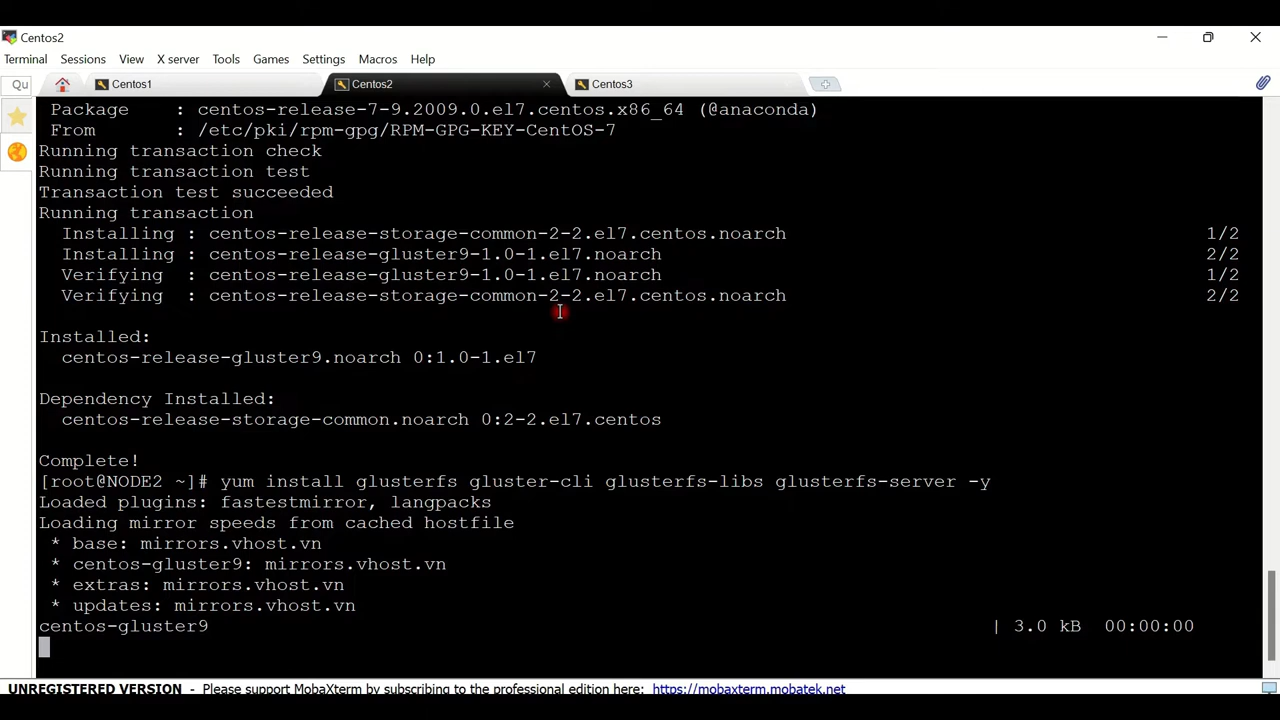 Centos2
Terminal Sessions View X server Tools Games Settings Macros Help
Qu Centos1 Centos2 Centos3
Package : centos-release-7-9.2009.0.el7.centos.x86_64 (@anaconda)
From : /etc/pki/rpm-gpg/RPM-GPG-KEY-CentOS-7
Running transaction check
Running transaction test
Transaction test succeeded
Running transaction
Installing : centos-release-storage-common-2-2.el7.centos.noarch 1/2
Installing : centos-release-gluster9-1.0-1.el7.noarch 2/2
Verifying : centos-release-gluster9-1.0-1.el7.noarch 1/2
Verifying : centos-release-storage-common-2-2.el7.centos.noarch 2/2
Installed:
centos-release-gluster9.noarch 0:1.0-1.el7
Dependency Installed:
centos-release-storage-common.noarch 0:2-2.el7.centos
Complete!
[root@NODE2 ~]# yum install glusterfs gluster-cli glusterfs-libs glusterfs-server -y
Loaded plugins: fastestmirror, langpacks
Loading mirror speeds from cached hostfile
* base: mirrors.vhost.vn
* centos-gluster9: mirrors.vhost.vn
* extras: mirrors.vhost.vn
* updates: mirrors.vhost.vn
centos-gluster9 | 3.0 kB 00:00:00
UNREGISTERED VERSION - Please support MobaXterm by subscribing to the professional edition here: https://mobaxterm.mobatek.net